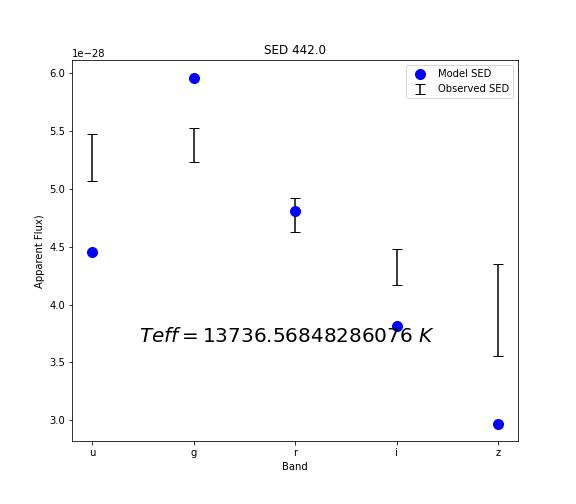 SED 442.0
1e−28
Model SED
Observed SED
6.0
5.5
5.0
4.5
4.0
3.5
3.0
Apparent Flux)
Teff = 13736.56848286076 K
u g r i z
Band